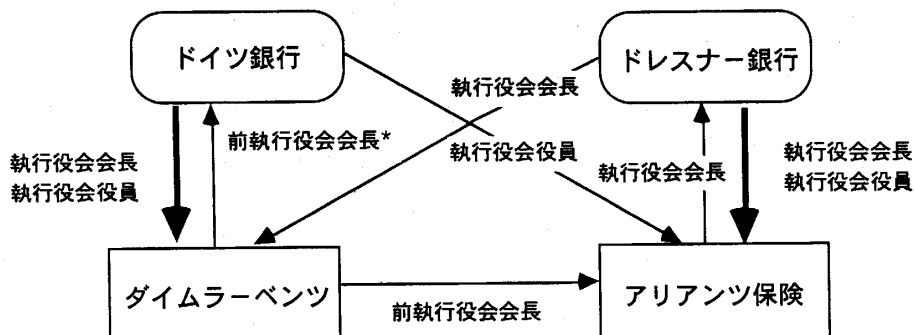 ドイツ銀行
ドレスナー銀行
執行役会会長
前執行役会会長*
執行役会役員
執行役会会長
執行役会会長
執行役会役員
執行役会会長
執行役会役員
ダイムラーベンツ
アリアンツ保険
前執行役会会長